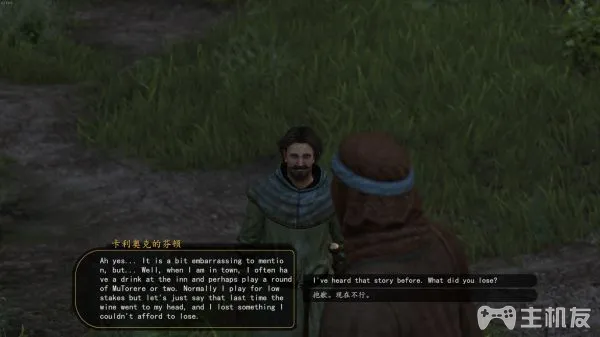 卡利奥克的芬顿
Ah yes... It is a bit embarrassing to mentio
n, but... Well, when I am in town, I often ha
ve a drink at the inn and perhaps play a round
of MuTorere or two. Normally I play for low
stakes but let's just say that last time the
wine went to my head, and I lost something I
couldn't afford to lose.
I've heard that story before. What did you lose?
抱歉。现在不行。
主机友